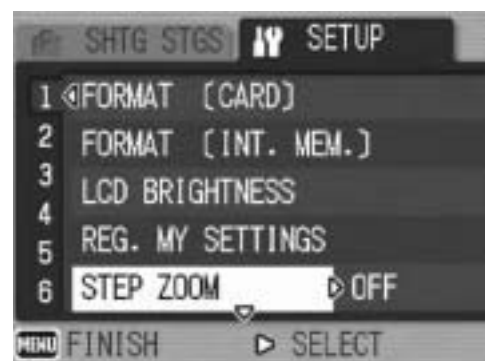 SHTG STGS SETUP
1 FORMAT [CARD]
2 FORMAT [INT. MEM.]
3 LCD BRIGHTNESS
4
5 REG. MY SETTINGS
6 STEP ZOOM OFF
MENU FINISH SELECT